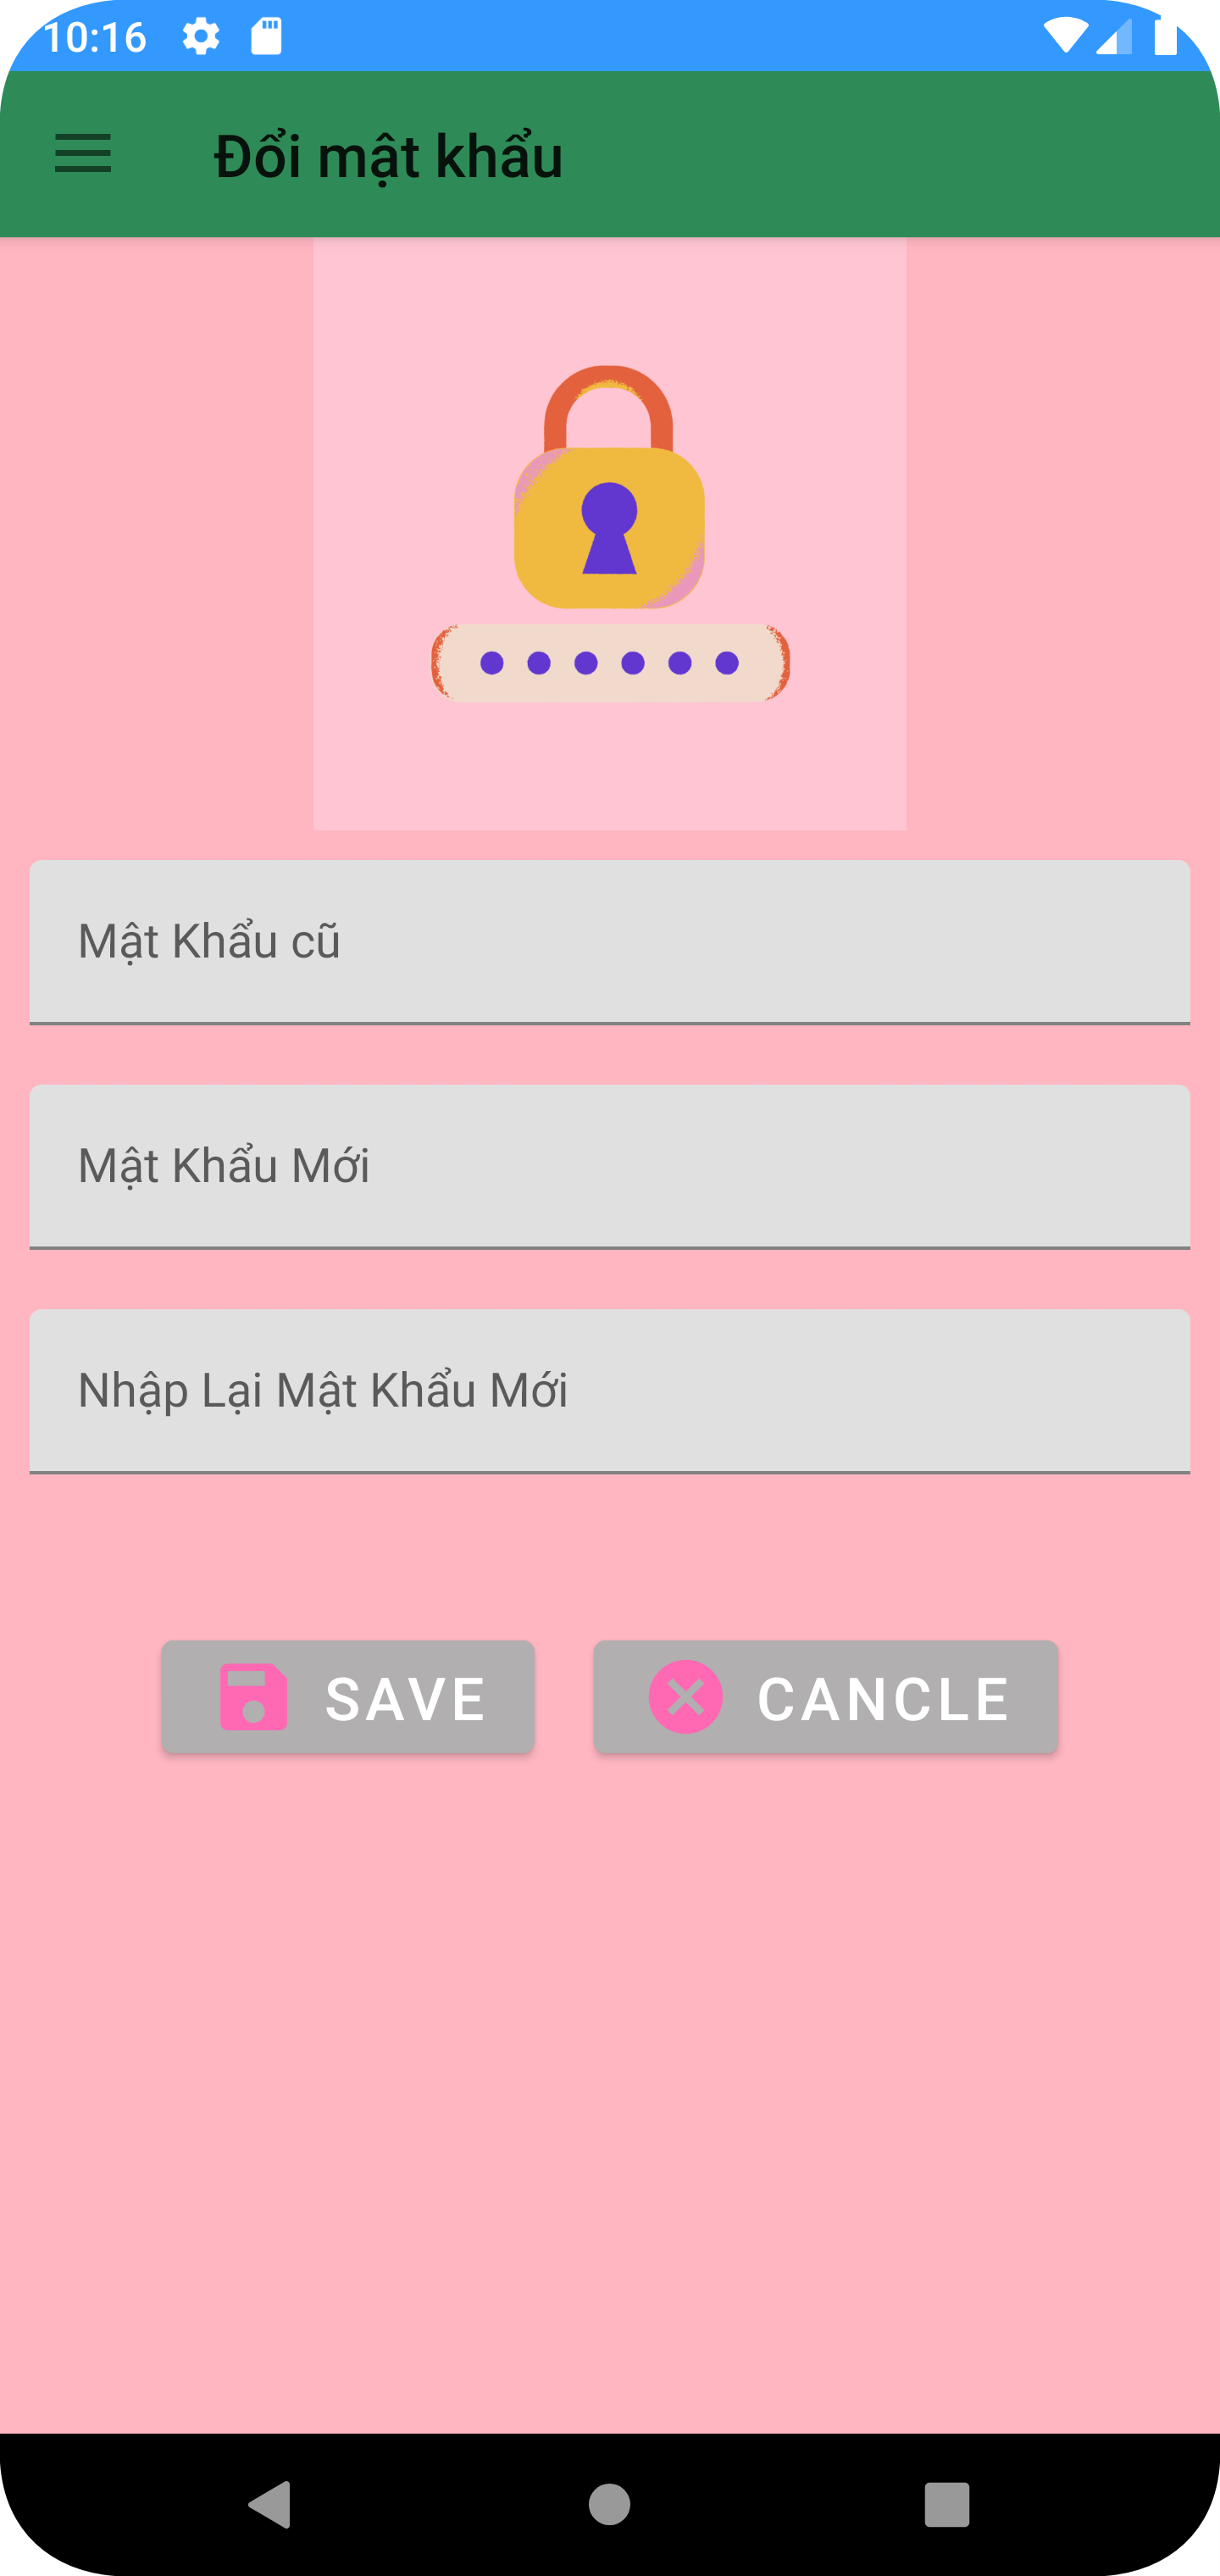 10:16
Đổi mật khẩu
Mật Khẩu cũ
Mật Khẩu Mới
Nhập Lại Mật Khẩu Mới
SAVE
CANCLE